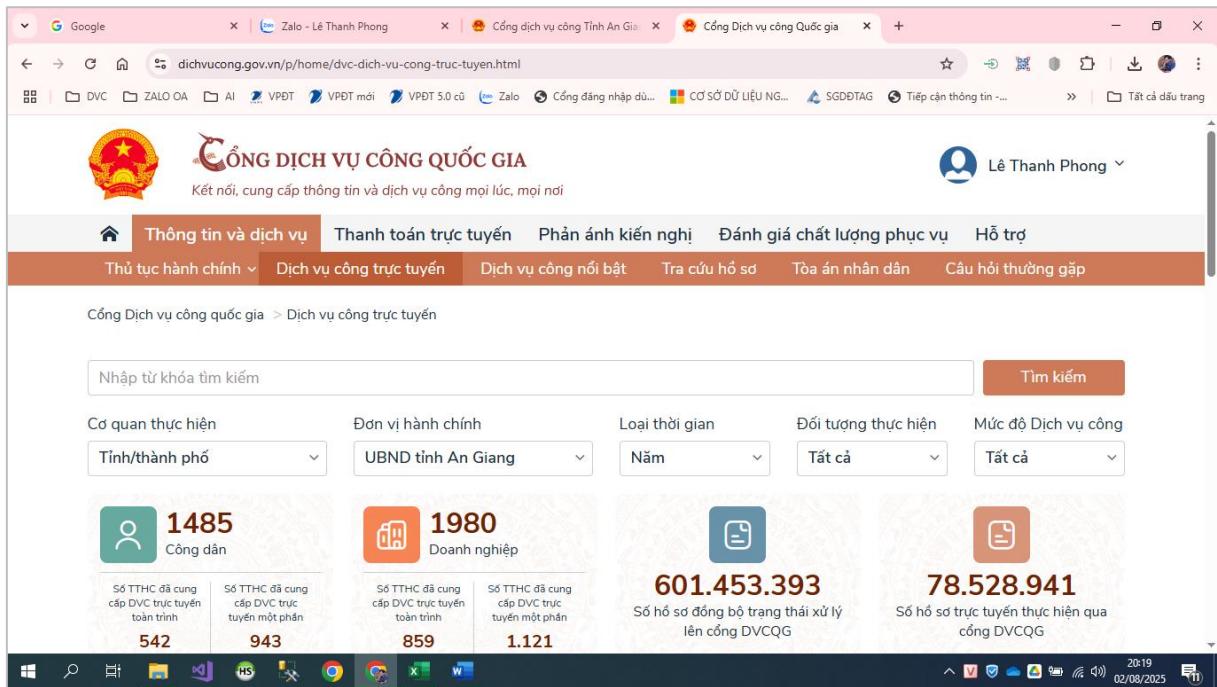 Google
Zalo - Lê Thanh Phong
Cổng dịch vụ công Tỉnh An Gia
Cổng Dịch vụ công Quốc gia
dichvucong.gov.vn/p/home/dvc-dich-vu-cong-truc-tuyen.html
DVC ZALO OA AI VPĐT VPĐT mới VPĐT 5.0 cũ Zalo Cổng đăng nhập dù... CƠ SỞ DỮ LIỆU NG... SGDĐTAG Tiếp cận thông tin -... » Tất cả dấu trang
CỔNG DỊCH VỤ CÔNG QUỐC GIA
Kết nối, cung cấp thông tin và dịch vụ công mọi lúc, mọi nơi
Lê Thanh Phong
Thông tin và dịch vụ Thanh toán trực tuyến Phản ánh kiến nghị Đánh giá chất lượng phục vụ Hỗ trợ
Thủ tục hành chính Dịch vụ công trực tuyến Dịch vụ công nổi bật Tra cứu hồ sơ Tòa án nhân dân Câu hỏi thường gặp
Cổng Dịch vụ công quốc gia > Dịch vụ công trực tuyến
Nhập từ khóa tìm kiếm Tìm kiếm
Cơ quan thực hiện Đơn vị hành chính Loại thời gian Đối tượng thực hiện Mức độ Dịch vụ công
Tỉnh/thành phố UBND tỉnh An Giang Năm Tất cả Tất cả
1485
Công dân
Số TTHC đã cung
cấp DVC trực tuyến
toàn trình
542
Số TTHC đã cung
cấp DVC trực
tuyến một phần
943
1980
Doanh nghiệp
Số TTHC đã cung
cấp DVC trực tuyến
toàn trình
859
Số TTHC đã cung
cấp DVC trực
tuyến một phần
1.121
601.453.393
Số hồ sơ đồng bộ trạng thái xử lý
lên cổng DVCQG
78.528.941
Số hồ sơ trực tuyến thực hiện qua
cổng DVCQG
20:19
02/08/2025